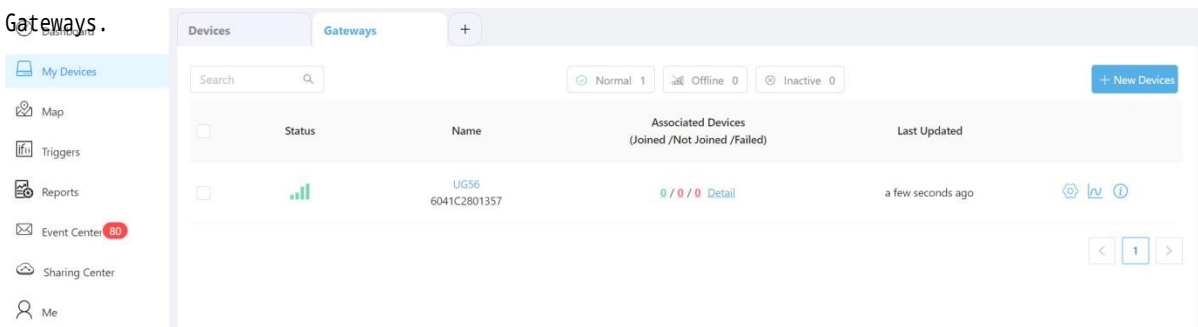 Gateways.
Dashboard
My Devices
Map
Triggers
Reports
Event Center 80
Sharing Center
Me
Devices Gateways +
Search
Normal 1 Offline 0 Inactive 0
+ New Devices
Status Name Associated Devices (Joined /Not Joined /Failed) Last Updated
UG56
6041C2801357
0 / 0 / 0 Detail
a few seconds ago
< 1 >